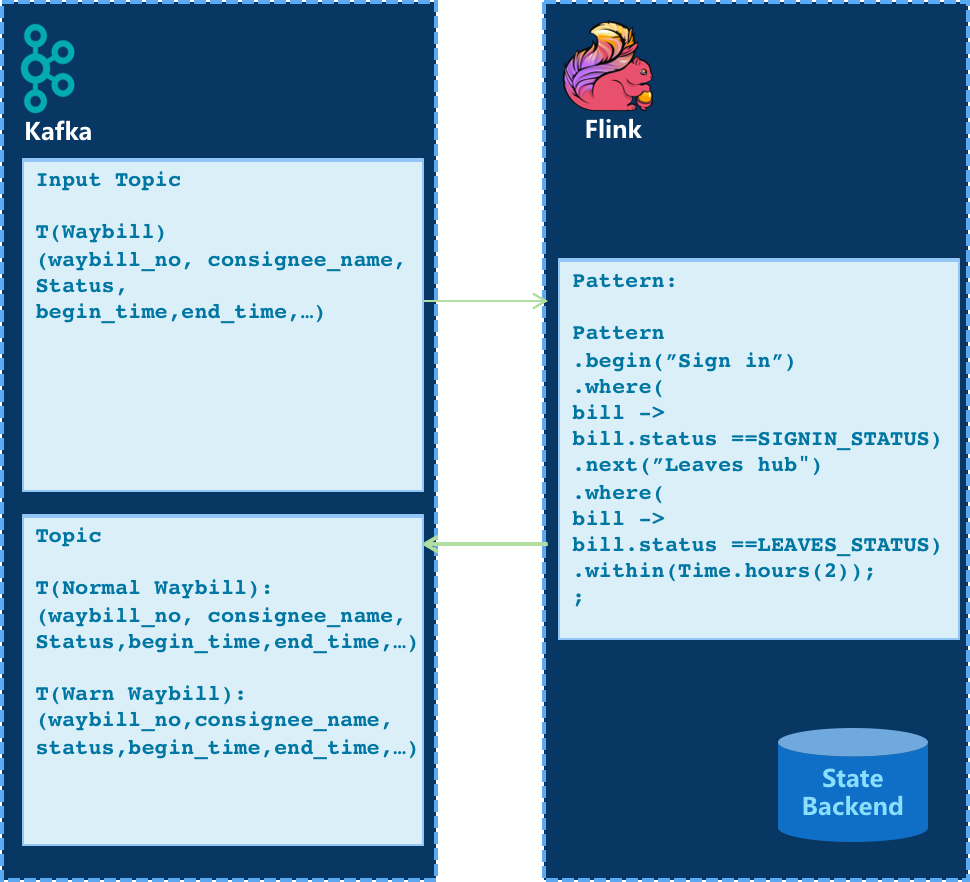 Kafka
Input Topic
T(Waybill)
(waybill_no, consignee_name,
Status,
begin_time,end_time,…)
Topic
T(Normal Waybill):
(waybill_no, consignee_name,
Status,begin_time,end_time,…)
T(Warn Waybill):
(waybill_no,consignee_name,
status,begin_time,end_time,…)
Flink
Pattern:
Pattern
.begin(”Sign in”)
.where(
bill ->
bill.status ==SIGNIN_STATUS)
.next(”Leaves hub")
.where(
bill ->
bill.status ==LEAVES_STATUS)
.within(Time.hours(2));
;
State
Backend